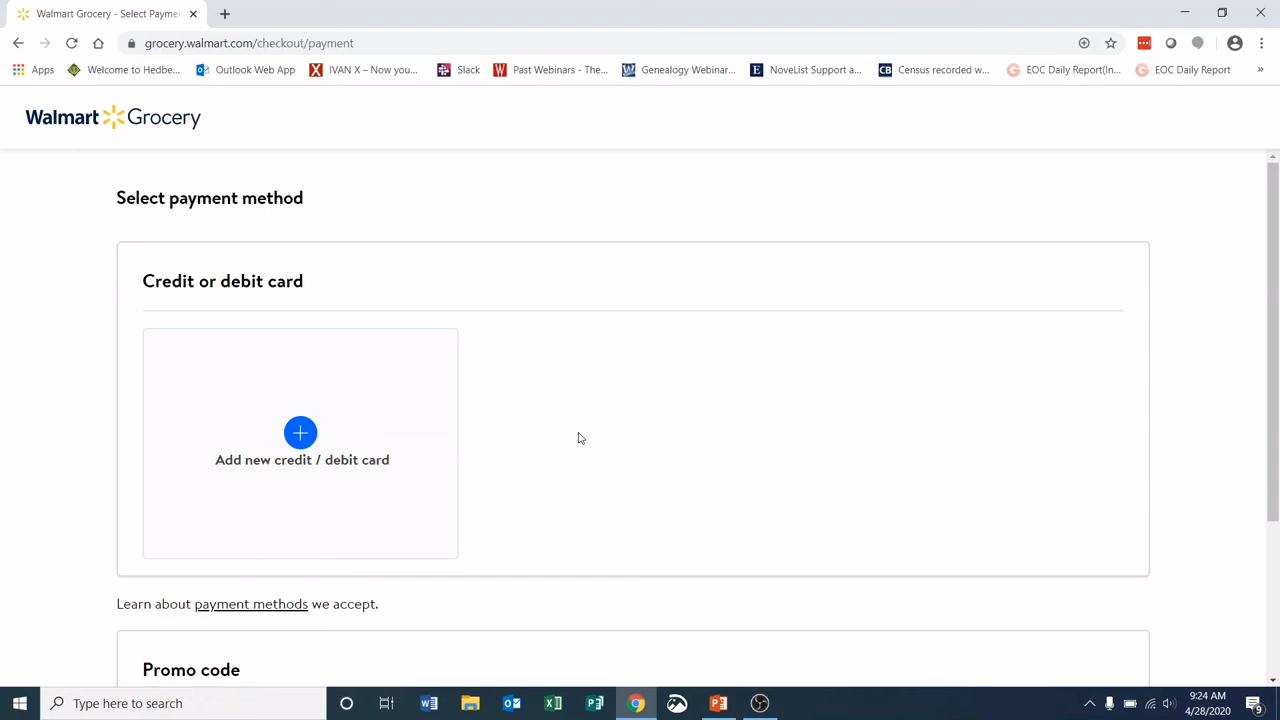 Walmart Grocery - Select Paymen
grocery.walmart.com/checkout/payment
Apps
Welcome to Hedbe...
Outlook Web App
IVAN X – Now you...
Slack
Past Webinars - The...
Genealogy Webinar...
NoveList Support a...
Census recorded w...
EOC Daily Report(In...
EOC Daily Report
»
Walmart Grocery
Select payment method
Credit or debit card
Add new credit / debit card
Learn about payment methods we accept.
Promo code
Type here to search
9:24 AM
4/28/2020
9